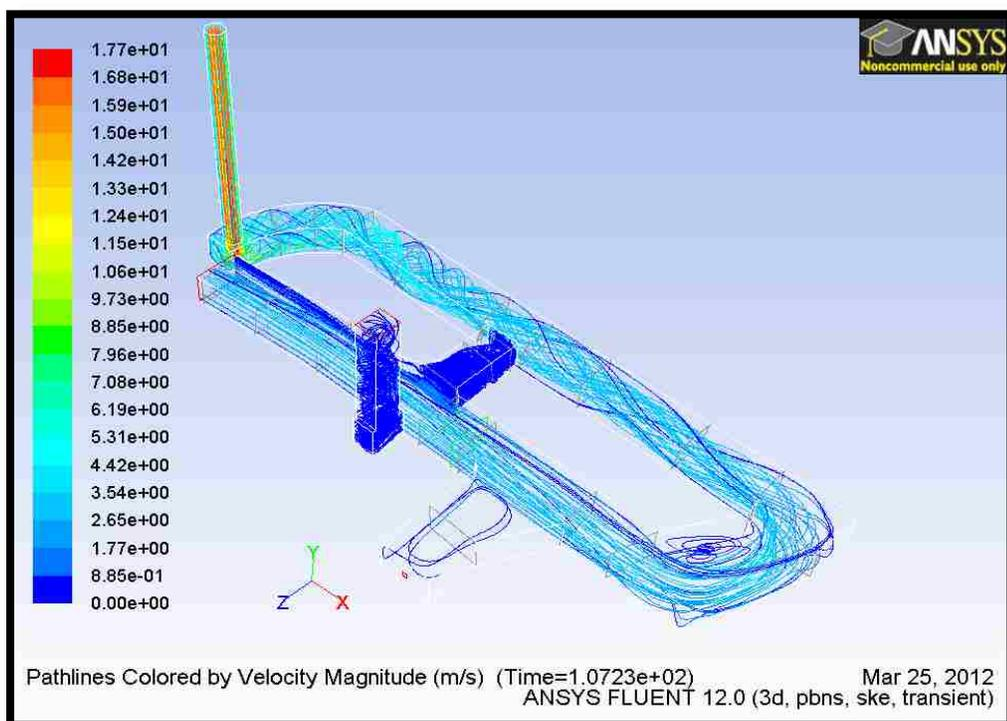 ANSYS
Noncommercial use only
1.77e+01
1.68e+01
1.59e+01
1.50e+01
1.42e+01
1.33e+01
1.24e+01
1.15e+01
1.06e+01
9.73e+00
8.85e+00
7.96e+00
7.08e+00
6.19e+00
5.31e+00
4.42e+00
3.54e+00
2.65e+00
1.77e+00
8.85e-01
0.00e+00
Y
Z
X
Pathlines Colored by Velocity Magnitude (m/s) (Time=1.0723e+02)
Mar 25, 2012
ANSYS FLUENT 12.0 (3d, pbns, ske, transient)